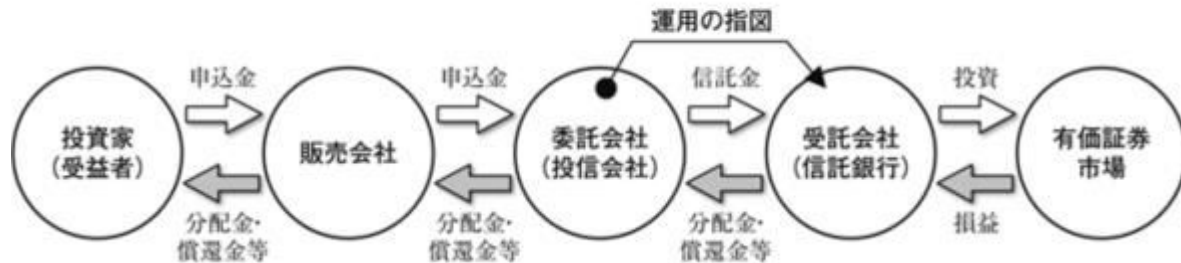 運用の指図
申込金
申込金
信託金
投資
投資家
(受益者)
販売会社
委託会社
(投信会社)
受託会社
(信託銀行)
有価証券
市場
分配金・
償還金等
分配金・
償還金等
分配金・
償還金等
損益